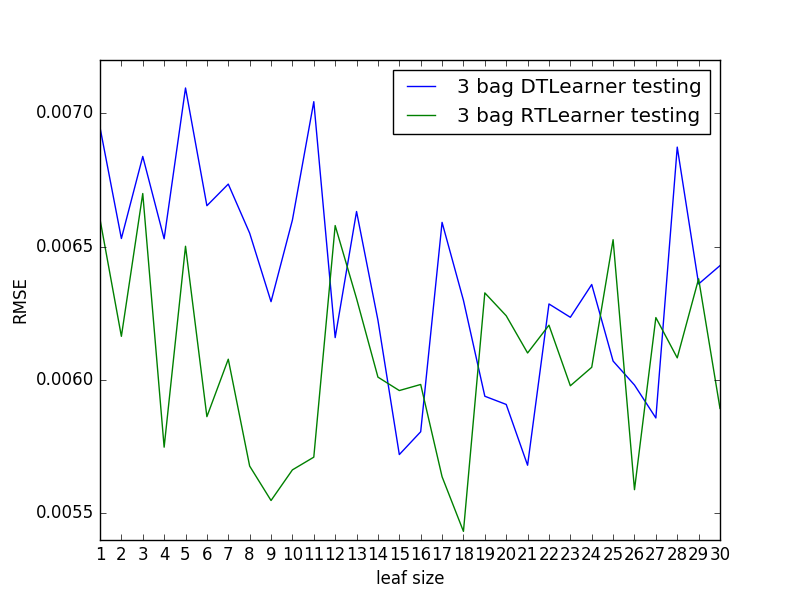 3 bag DTLearner testing
3 bag RTLearner testing
0.0070
0.0065
0.0060
0.0055
RMSE
1 2 3 4 5 6 7 8 9 10 11 12 13 14 15 16 17 18 19 20 21 22 23 24 25 26 27 28 29 30
leaf size